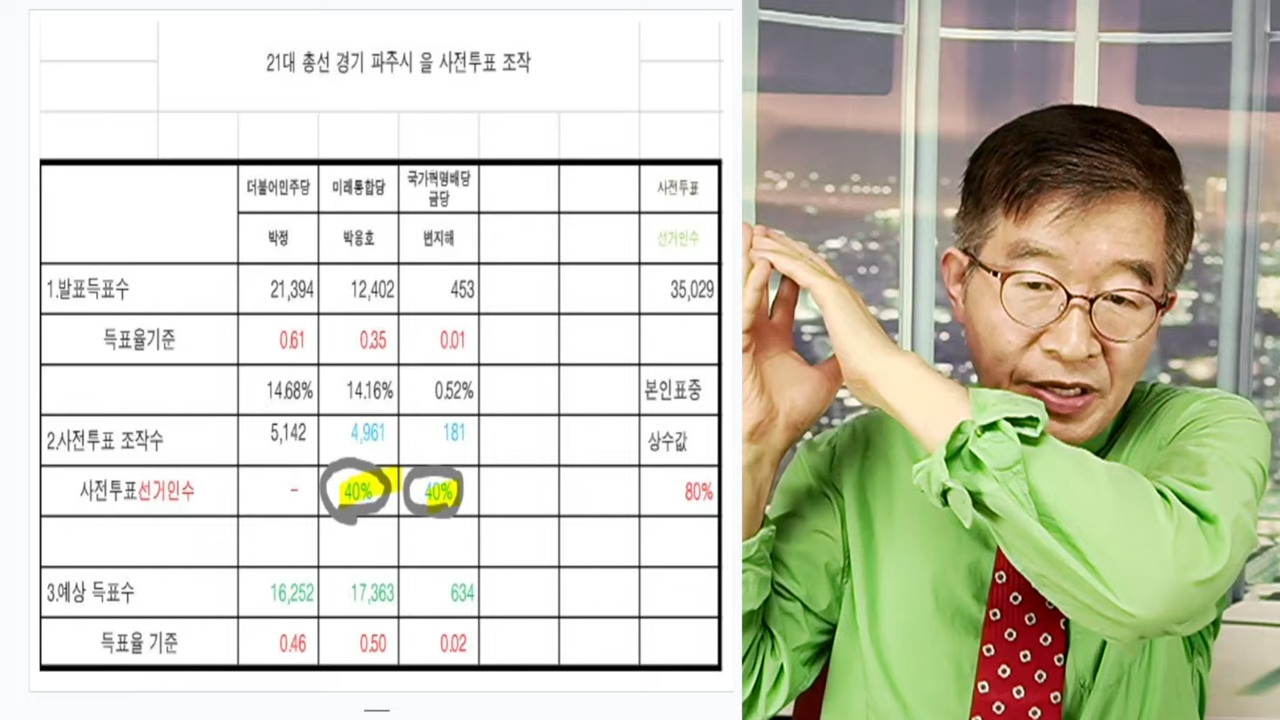 21대 총선 경기 파주시 을 사전투표 조작
더불어민주당 미래통합당 국가혁명배당금당 사전투표
박정 박용호 변지해 선거인수
1.발표득표수 21,394 12,402 453 35,029
득표율기준 0.61 0.35 0.01
14.68% 14.16% 0.52% 본인표중
2.사전투표 조작수 5,142 4,961 181 상수값
사전투표선거인수 - 40% 40% 80%
3.예상 득표수 16,252 17,363 634
득표율 기준 0.46 0.50 0.02